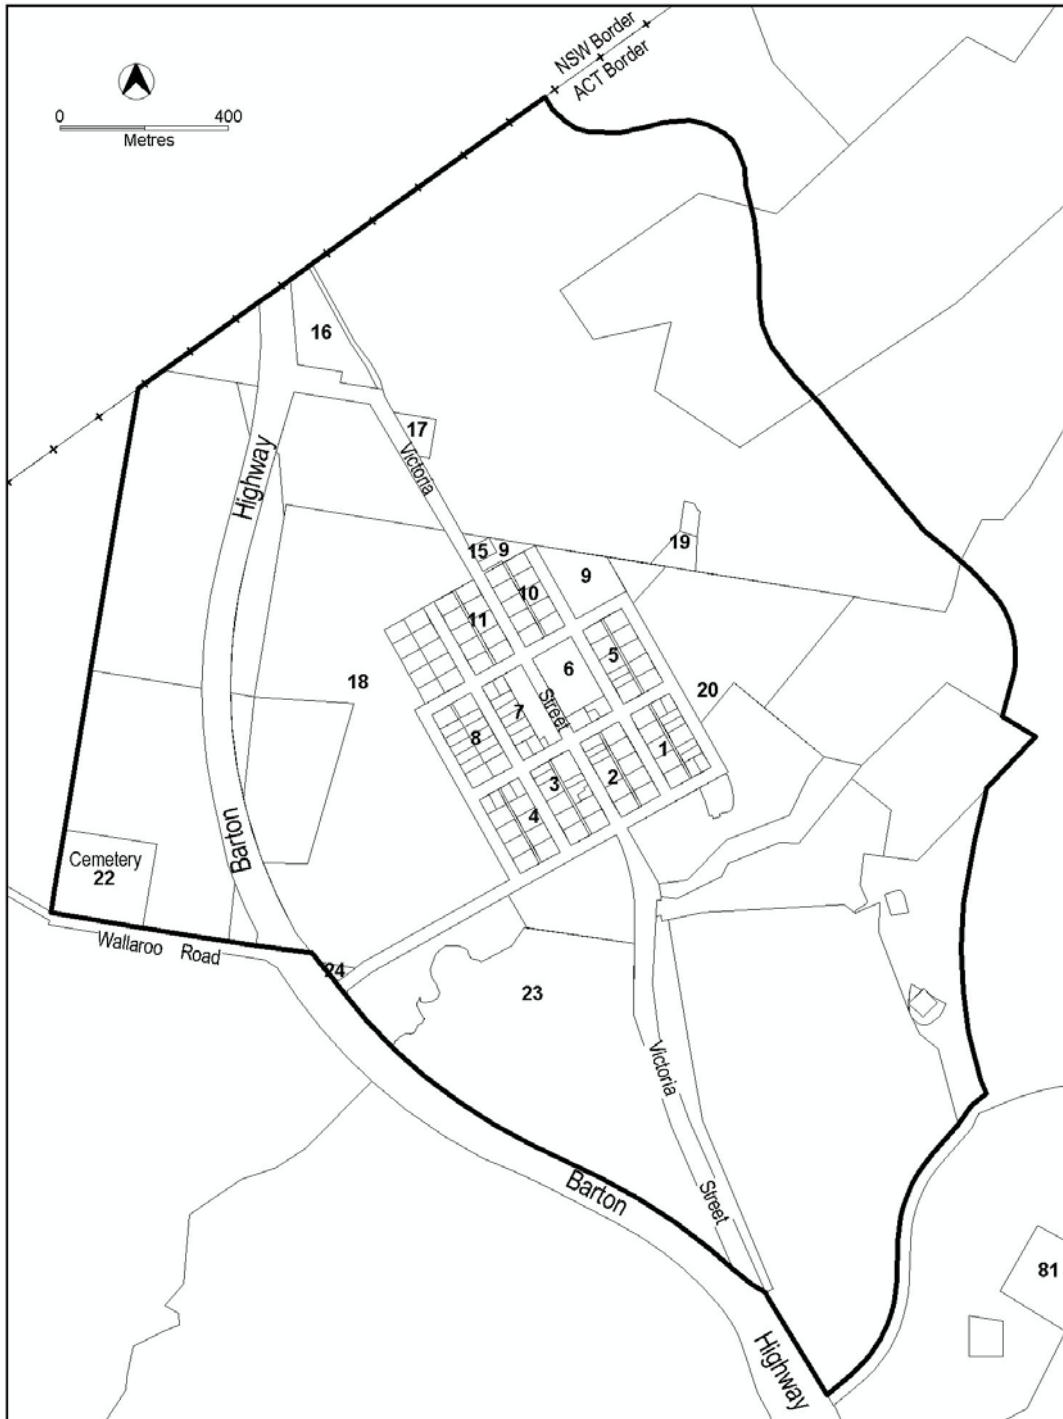 NSW Border
ACT Border
0 400
Metres
16
17
Highway
Victoria
15
9
19
9
10
11
5
6
18
20
Street
7
8
1
2
3
4
Barton
Cemetery
22
Wallaroo Road
24
23
Victoria
Barton
Street
81
Highway